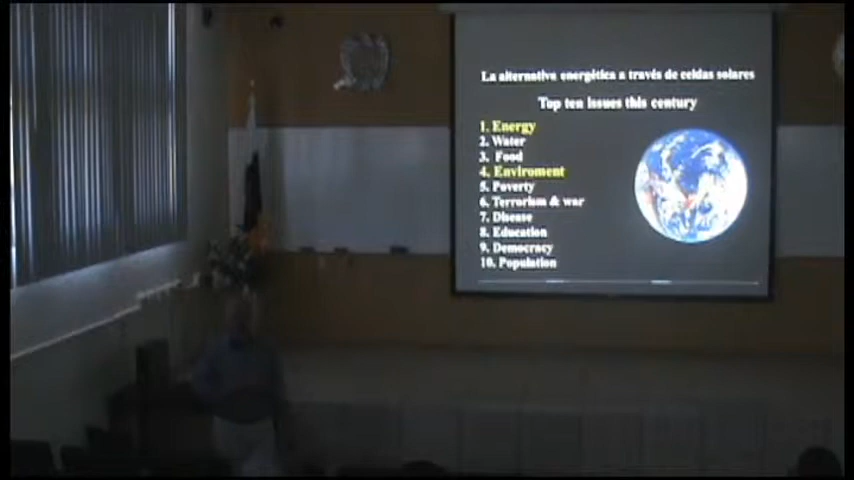 La alternativa energética a través de celdas solares
Top ten issues this century
1. Energy
2. Water
3. Food
4. Enviroment
5. Poverty
6. Terrorism & war
7. Disease
8. Education
9. Democracy
10. Population